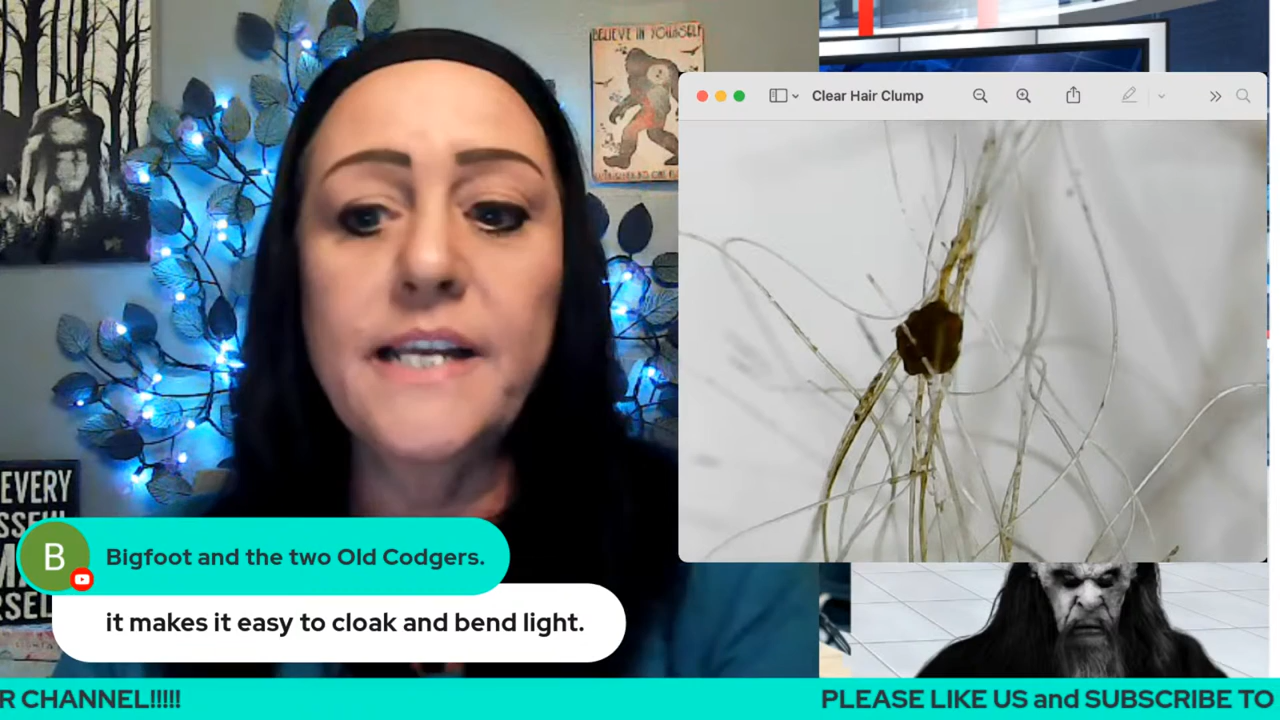 BELIEVE IN YOURSELF
Clear Hair Clump
EVERY
B
Bigfoot and the two Old Codgers.
it makes it easy to cloak and bend light.
R CHANNEL!!!!!
PLEASE LIKE US and SUBSCRIBE TO